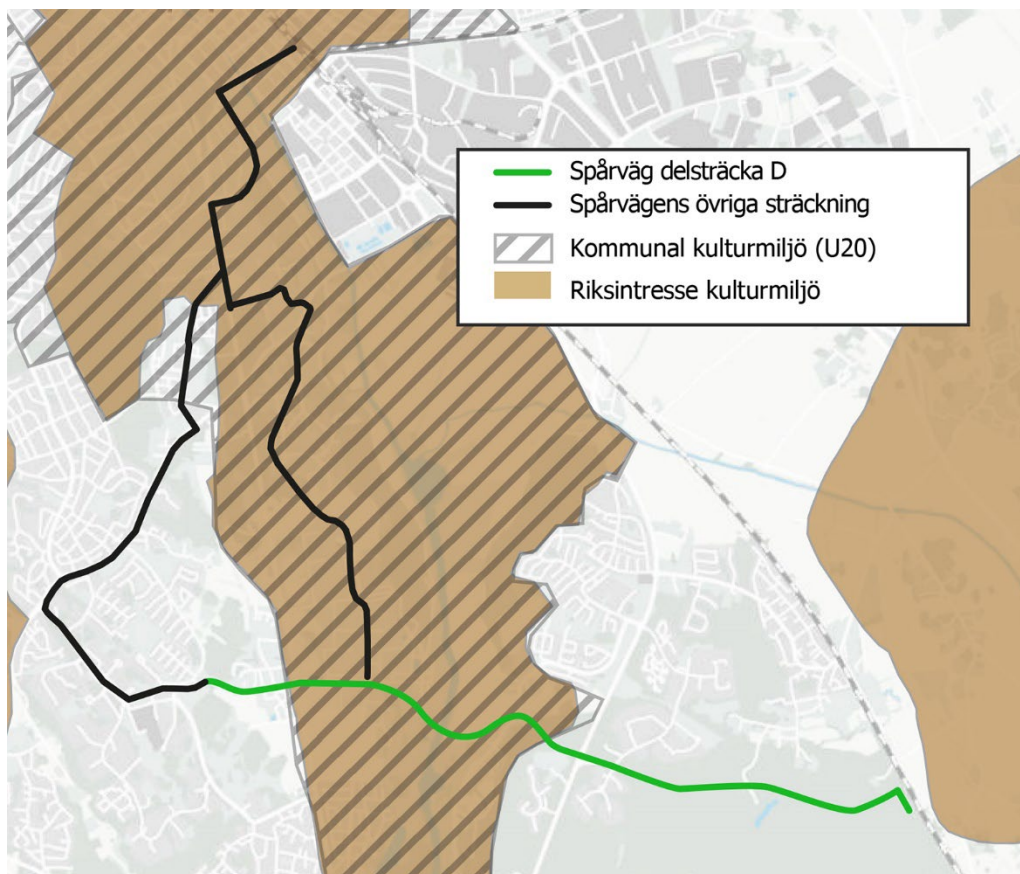 Spårväg delsträcka D
Spårvägens övriga sträckning
Kommunal kulturmiljö (U20)
Riksintresse kulturmiljö